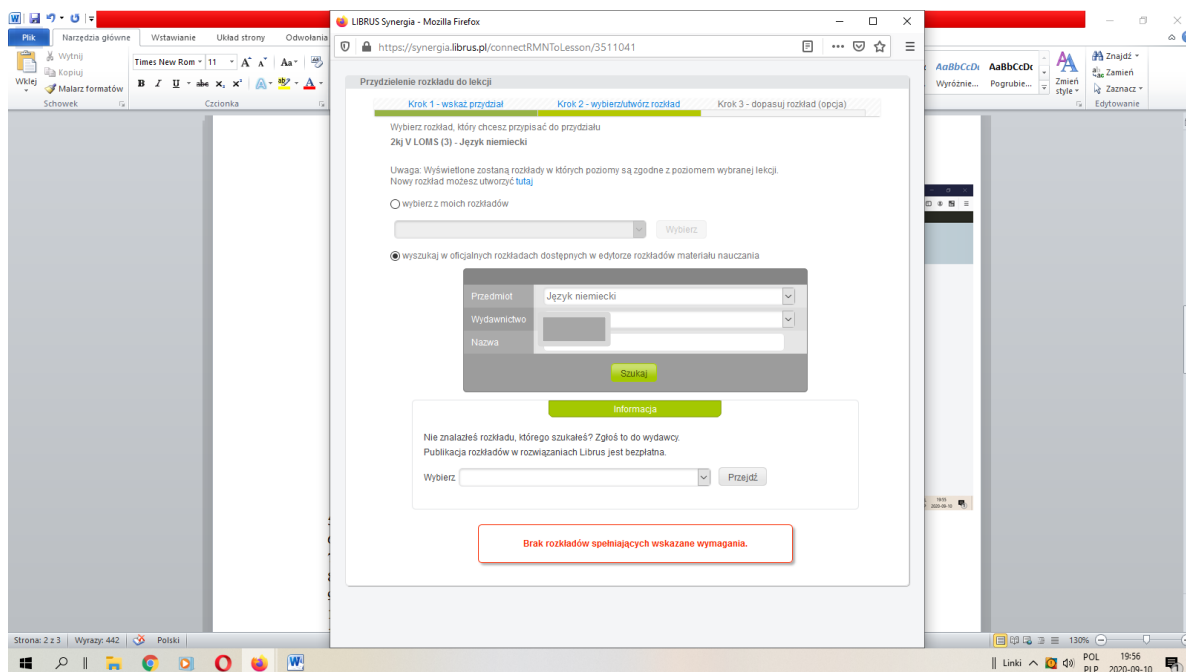 LIBRUS Synergia - Mozilla Firefox
Plik Narzędzia główne Wstawianie Układ strony Odwołania
Wklej
Wytnij
Kopiuj
Malarz formatów
Schowek
Times New Rom 11
Czcionka
https://synergia.librus.pl/connectRMNToLesson/3511041
AaBbCcDi AaBbCcDc
Wyróżnie... Pogrubie...
Zmień style
Znajdź
Zamień
Zaznacz
Edytowanie
Przydzielenie rozkładu do lekcji
Krok 1 - wskaż przydział Krok 2 - wybierz/utwórz rozkład Krok 3 - dopasuj rozkład (opcja)
Wybierz rozkład, który chcesz przypisać do przydziału
2kj V LOMS (3) - Język niemiecki
Uwaga: Wyświetlone zostaną rozkłady w których poziomy są zgodne z poziomem wybranej lekcji.
Nowy rozkład możesz utworzyć tutaj
wybierz z moich rozkładów
Wybierz
wyszukaj w oficjalnych rozkładach dostępnych w edytorze rozkładów materiału nauczania
Przedmiot Język niemiecki
Wydawnictwo
Nazwa
Szukaj
Informacja
Nie znalazłeś rozkładu, którego szukałeś? Zgłoś to do wydawcy.
Publikacja rozkładów w rozwiązaniach Librus jest bezpłatna.
Wybierz Przejdź
Brak rozkładów spełniających wskazane wymagania.
2020-09-10
Strona: 2 z 3 Wyrazy: 442 Polski 130%
Linki POL 19:56
PLP 2020-09-10